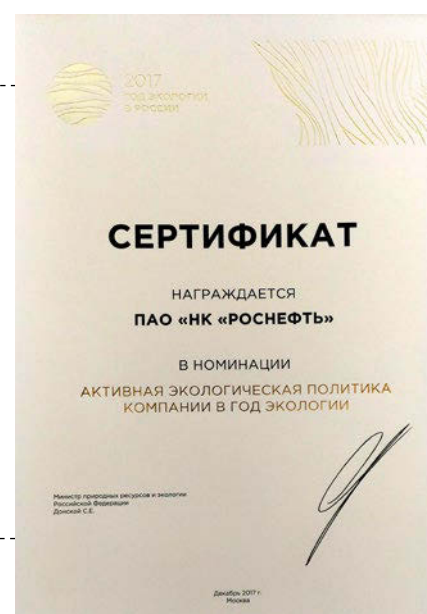 2017
ГОД ЭКОЛОГИИ
В РОССИИ
СЕРТИФИКАТ
НАГРАЖДАЕТСЯ
ПАО «НК «РОСНЕФТЬ»
В НОМИНАЦИИ
АКТИВНАЯ ЭКОЛОГИЧЕСКАЯ ПОЛИТИКА
КОМПАНИИ В ГОД ЭКОЛОГИИ
Министр природных ресурсов и экологии
Российской Федерации
Донской С.Е.
Декабрь 2017 г.
Москва